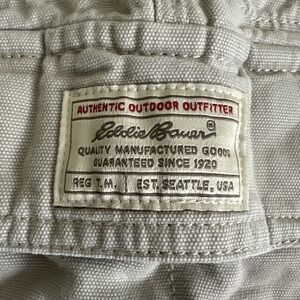 AUTHENTIC OUTDOOR OUTFITTER
Eddie Bauer®
QUALITY MANUFACTURED GOODS
GUARANTEED SINCE 1920
REG T.M. EST. SEATTLE, USA